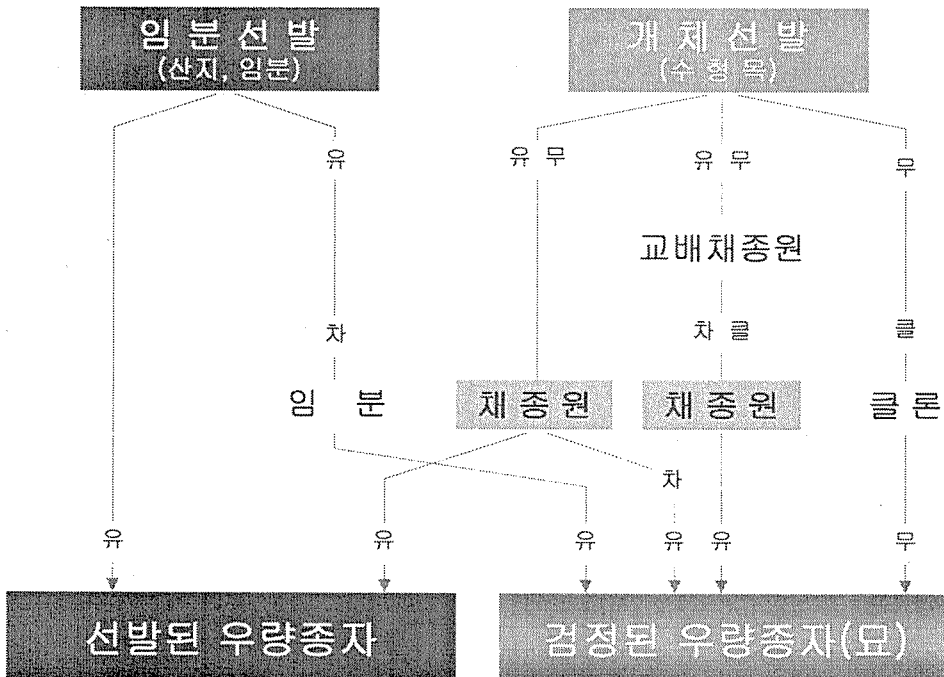 임 분 선 발
(산지, 임분)
개 체 선 발
(수 형 목)
유
유 무
유 무
무
교배채종원
차
차 클
클
임 분
채 종 원
채 종 원
클 론
차
유
유
유
유
유
무
선발된 우량종자
검정된 우량종자(묘)